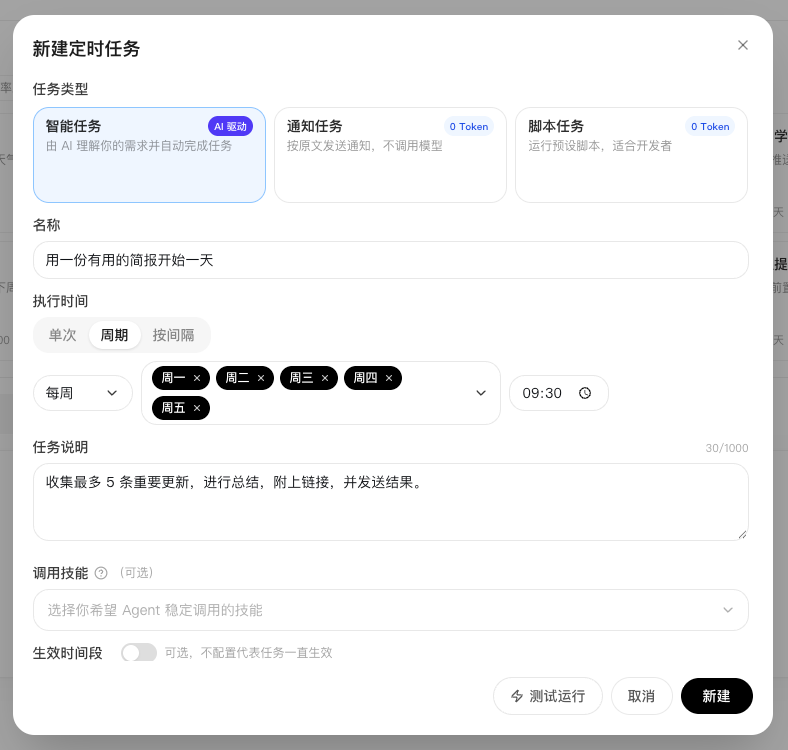 新建定时任务
任务类型
智能任务
AI 驱动
由 AI 理解你的需求并自动完成任务
通知任务
0 Token
按原文发送通知，不调用模型
脚本任务
0 Token
运行预设脚本，适合开发者
名称
用一份有用的简报开始一天
执行时间
单次 周期 按间隔
每周
周一 × 周二 × 周三 × 周四 ×
周五 ×
09:30
任务说明
30/1000
收集最多 5 条重要更新，进行总结，附上链接，并发送结果。
调用技能 ? （可选）
选择你希望 Agent 稳定调用的技能
生效时间段
可选，不配置代表任务一直生效
测试运行
取消
新建